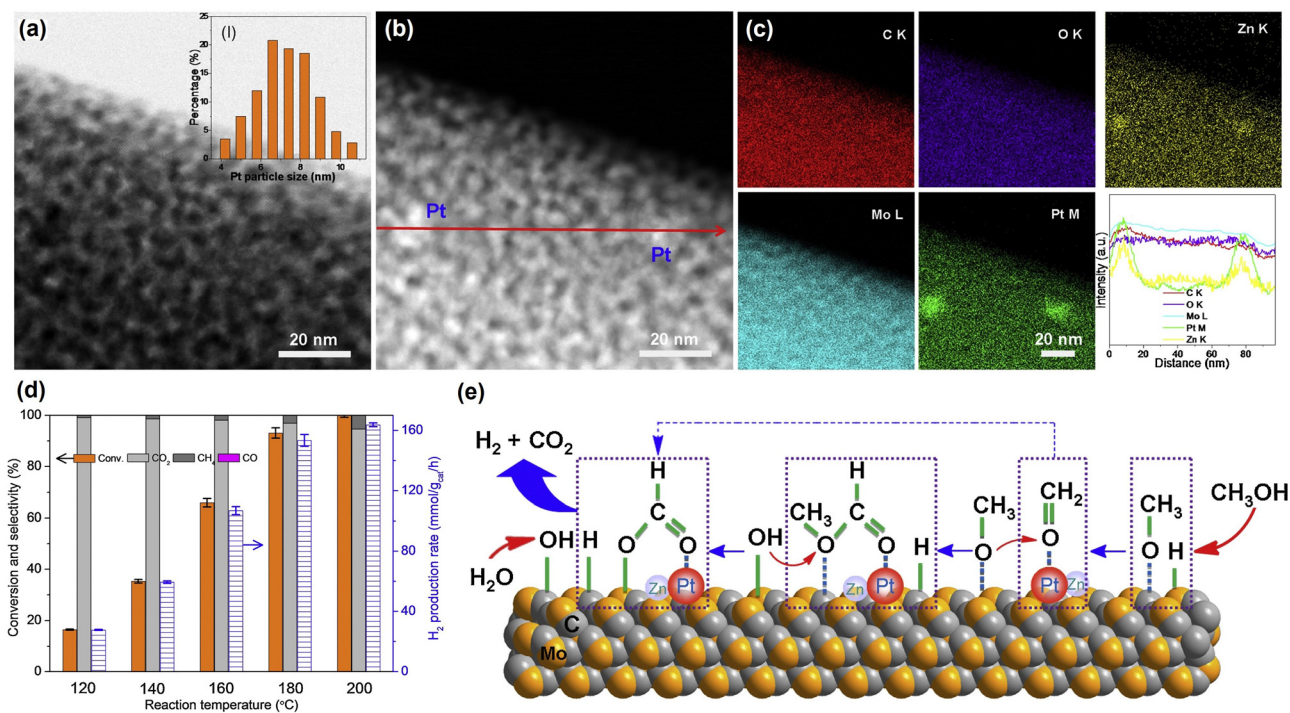 (a)
(I)
Percentage (%)
25
20
15
10
5
0
4 6 8 10
Pt particle size (nm)
20 nm
(b)
Pt
Pt
20 nm
(c)
C K
O K
Zn K
Mo L
Pt M
20 nm
Intensity (a.u.)
C K
O K
Mo L
Pt M
Zn K
0 20 40 60 80
Distance (nm)
(d)
Conversion and selectivity (%)
100
80
60
40
20
0
Conv. CO2 CH4 CO
160
120
80
40
0
H2 production rate (mmol/gcat/h)
120 140 160 180 200
Reaction temperature (°C)
(e)
H2 + CO2
H
C
O O
OH H
H2O
Zn Pt
OH
CH3 H
C
O O
H
Zn Pt
CH3
O
CH2
O
Pt Zn
CH3
O H
CH3OH
C
Mo